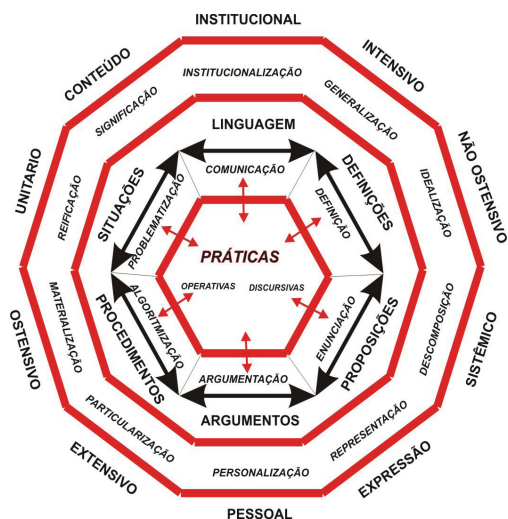 INSTITUCIONAL
CONTEÚDO
INTENSIVO
INSTITUCIONALIZAÇÃO
SIGNIFICAÇÃO
GENERALIZAÇÃO
LINGUAGEM
UNITARIO
NÃO OSTENSIVO
COMUNICAÇÃO
SITUAÇÕES
DEFINIÇÕES
REIFICAÇÃO
IDEALIZAÇÃO
PROBLEMATIZAÇÃO
DEFINIÇÃO
PRÁTICAS
OPERATIVAS
DISCURSIVAS
OSTENSIVO
SISTÊMICO
MATERIALIZAÇÃO
DESCOMPOSIÇÃO
ALGORITMIZAÇÃO
ENUNCIAÇÃO
PROCEDIMENTOS
PROPOSIÇÕES
ARGUMENTAÇÃO
ARGUMENTOS
PARTICULARIZAÇÃO
REPRESENTAÇÃO
PERSONALIZAÇÃO
EXTENSIVO
EXPRESSÃO
PESSOAL